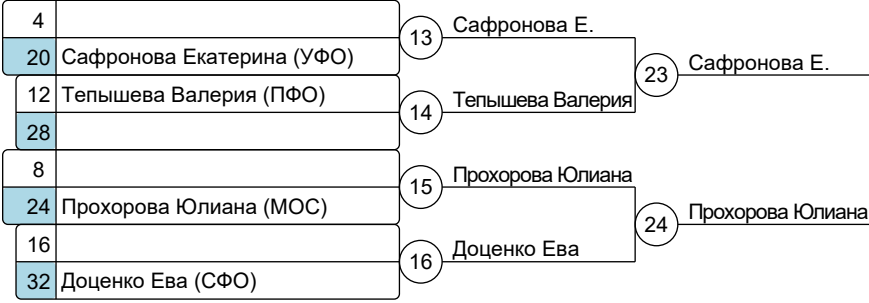 4
13 Сафронова Е.
20 Сафронова Екатерина (УФО)
23 Сафронова Е.
12 Тепышева Валерия (ПФО)
14 Тепышева Валерия
28
8
15 Прохорова Юлиана
24 Прохорова Юлиана (МОС)
24 Прохорова Юлиана
16
16 Доценко Ева
32 Доценко Ева (СФО)